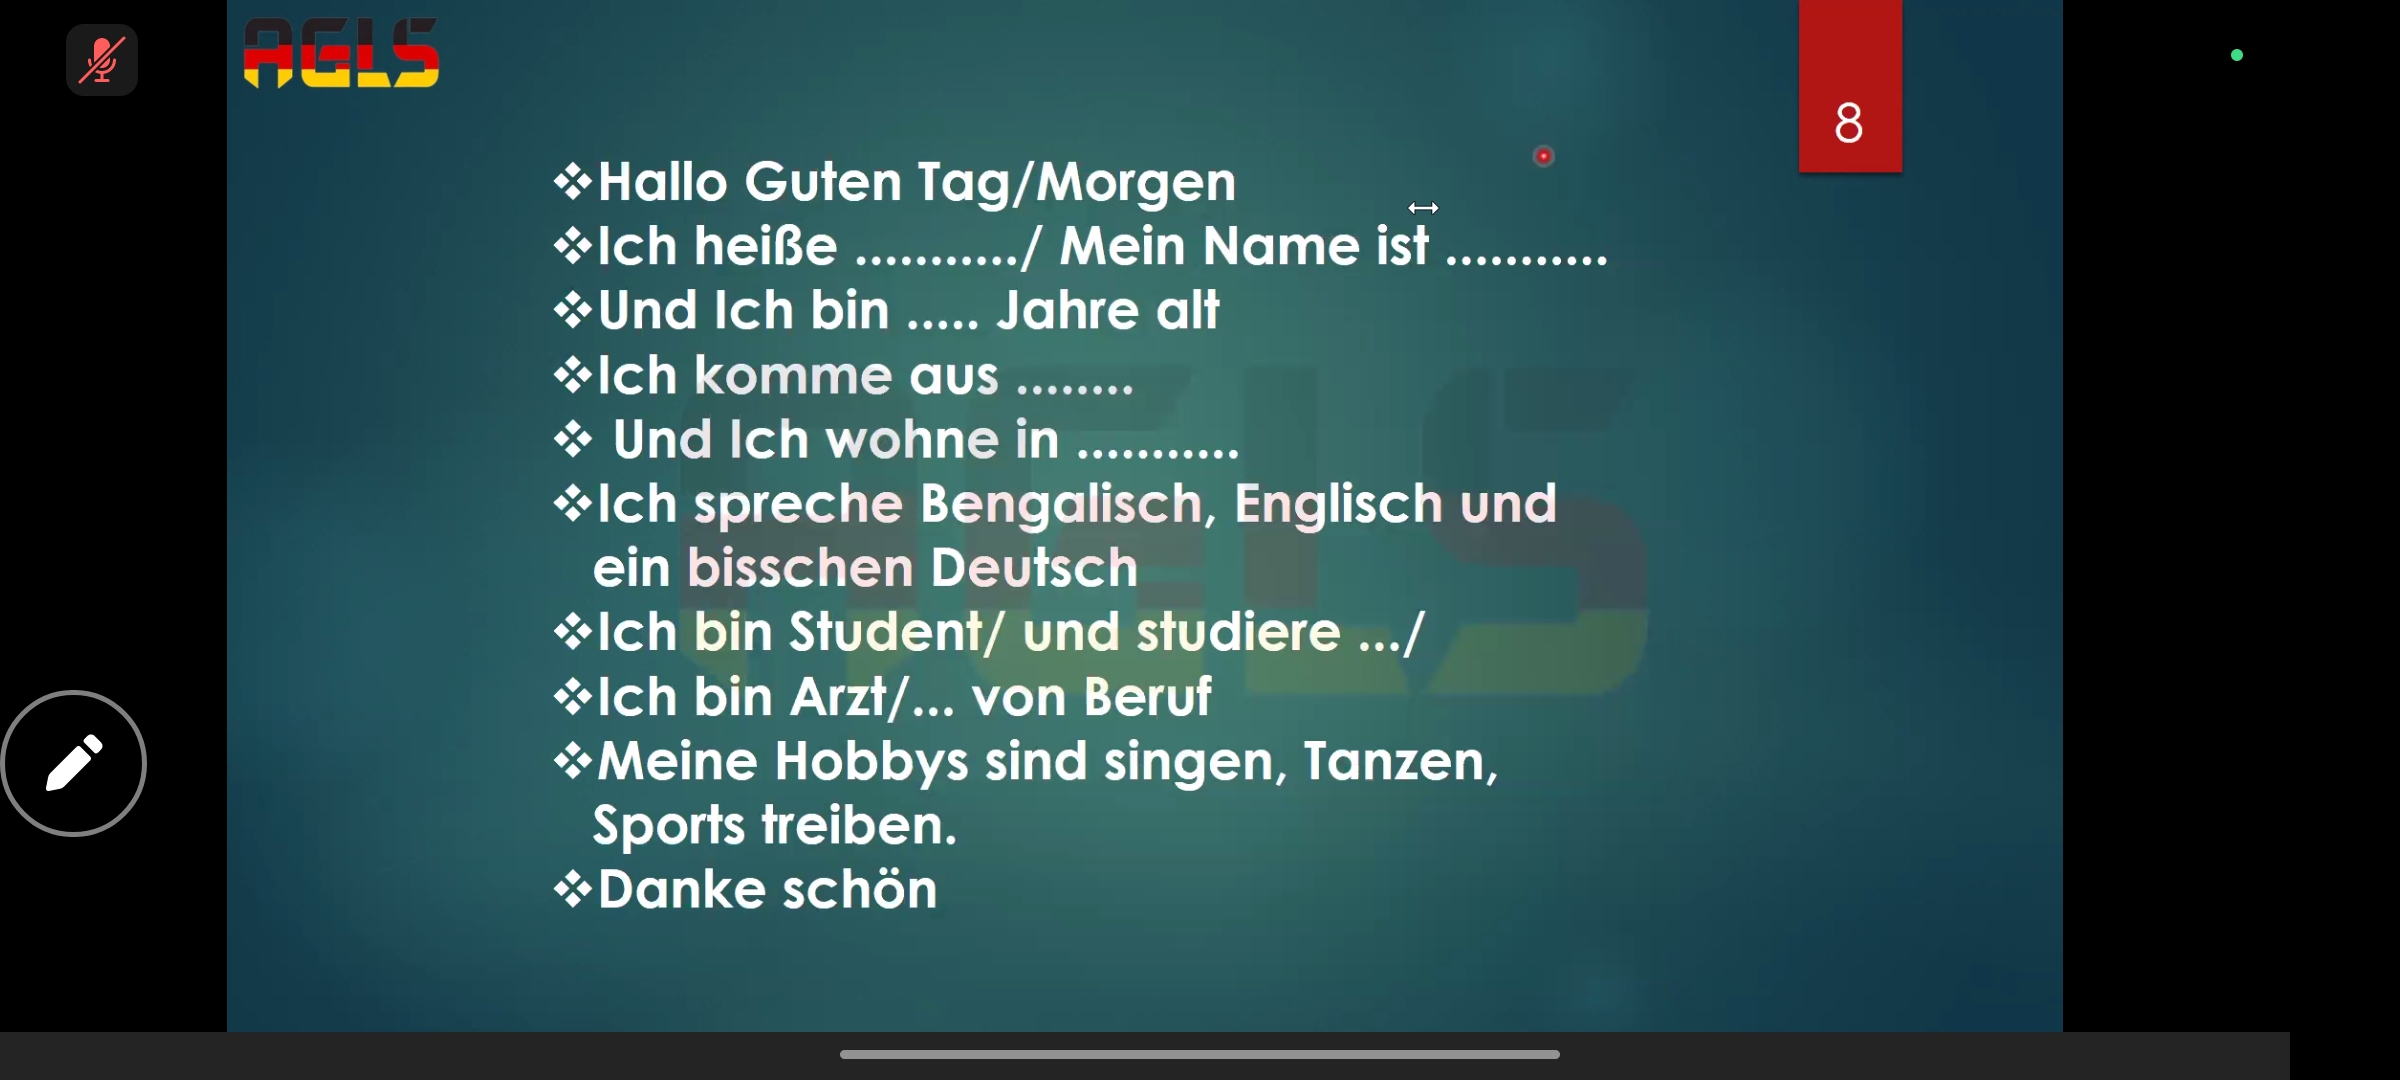 AGLS
8
❖Hallo Guten Tag/Morgen
❖Ich heiße .........../ Mein Name ist ...........
❖Und Ich bin ..... Jahre alt
❖Ich komme aus ........
❖ Und Ich wohne in ...........
❖Ich spreche Bengalisch, Englisch und
ein bisschen Deutsch
❖Ich bin Student/ und studiere .../
❖Ich bin Arzt/... von Beruf
❖Meine Hobbys sind singen, Tanzen,
Sports treiben.
❖Danke schön